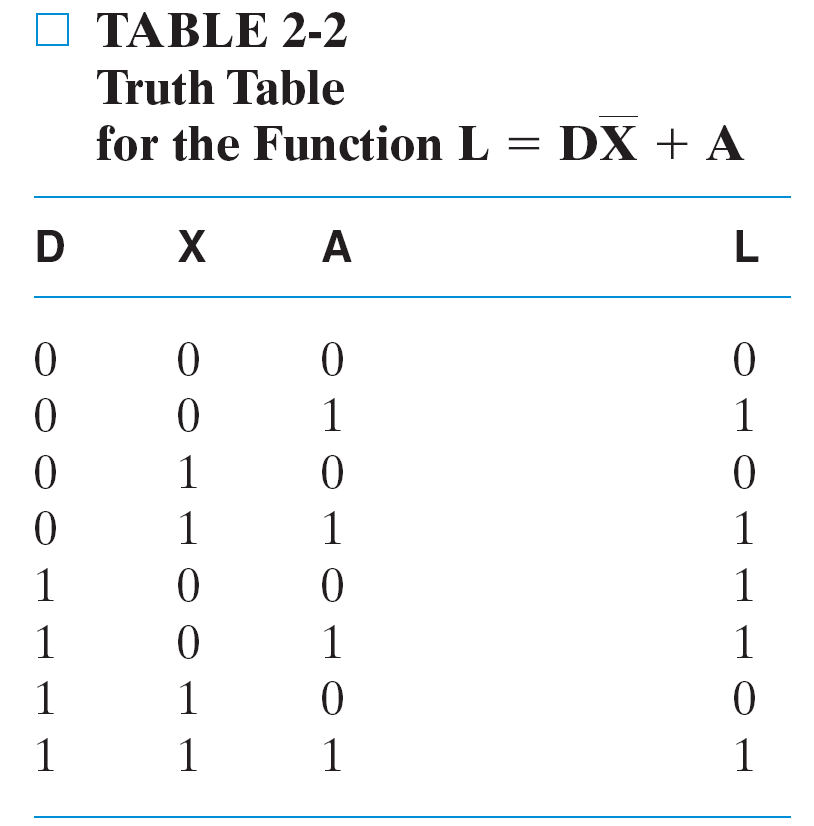 TABLE 2-2
Truth Table
for the Function L = DX̅ + A
D X A L
0 0 0 0
0 0 1 1
0 1 0 0
0 1 1 1
1 0 0 1
1 0 1 1
1 1 0 0
1 1 1 1